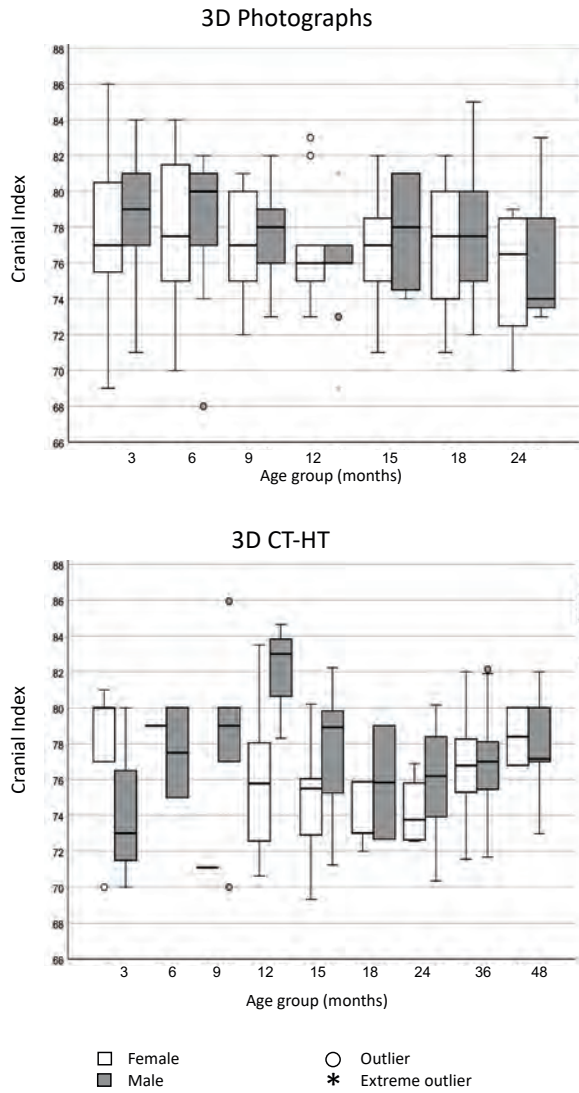 3D Photographs
88
86
84
82
80
78
76
74
72
70
68
66
Cranial Index
3 6 9 12 15 18 24
Age group (months)
3D CT-HT
88
86
84
82
80
78
76
74
72
70
68
66
Cranial Index
3 6 9 12 15 18 24 36 48
Age group (months)
Female Outlier
Male * Extreme outlier